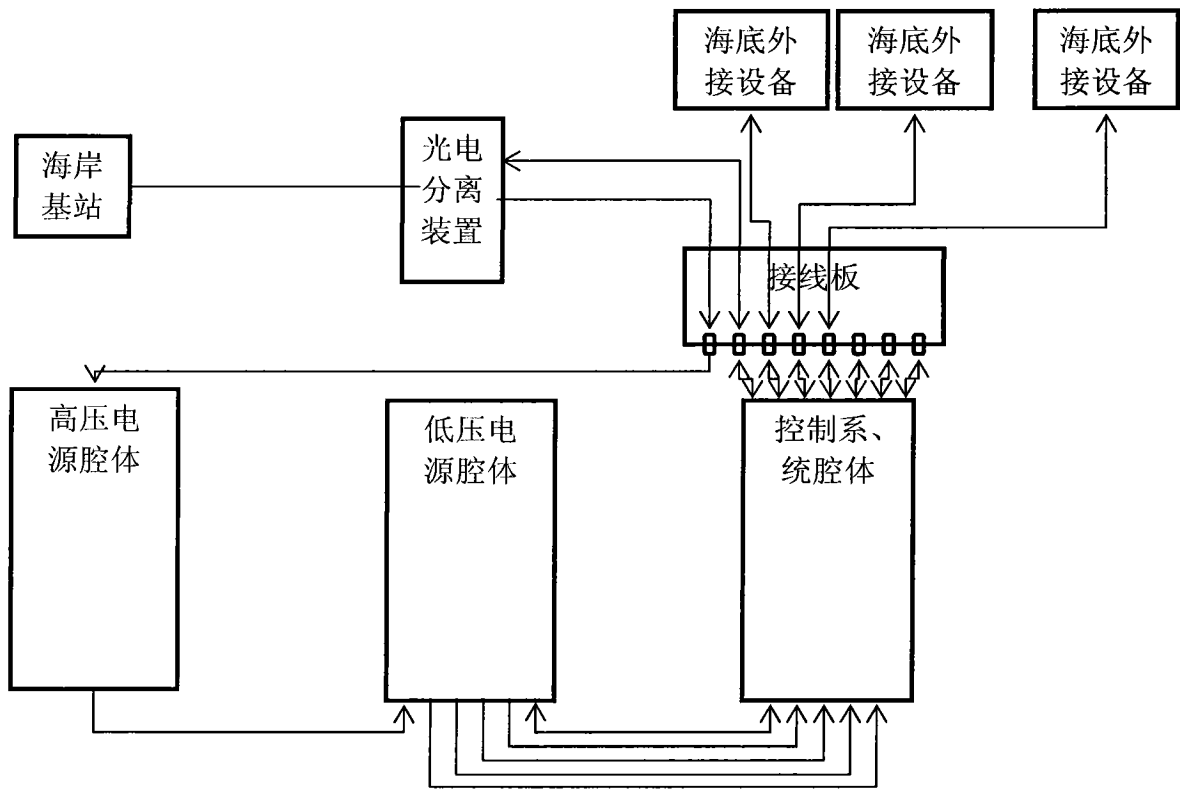 海底外
接设备
海底外
接设备
海底外
接设备
海岸
基站
光电
分离
装置
接线板
高压电
源腔体
低压电
源腔体
控制系、
统腔体